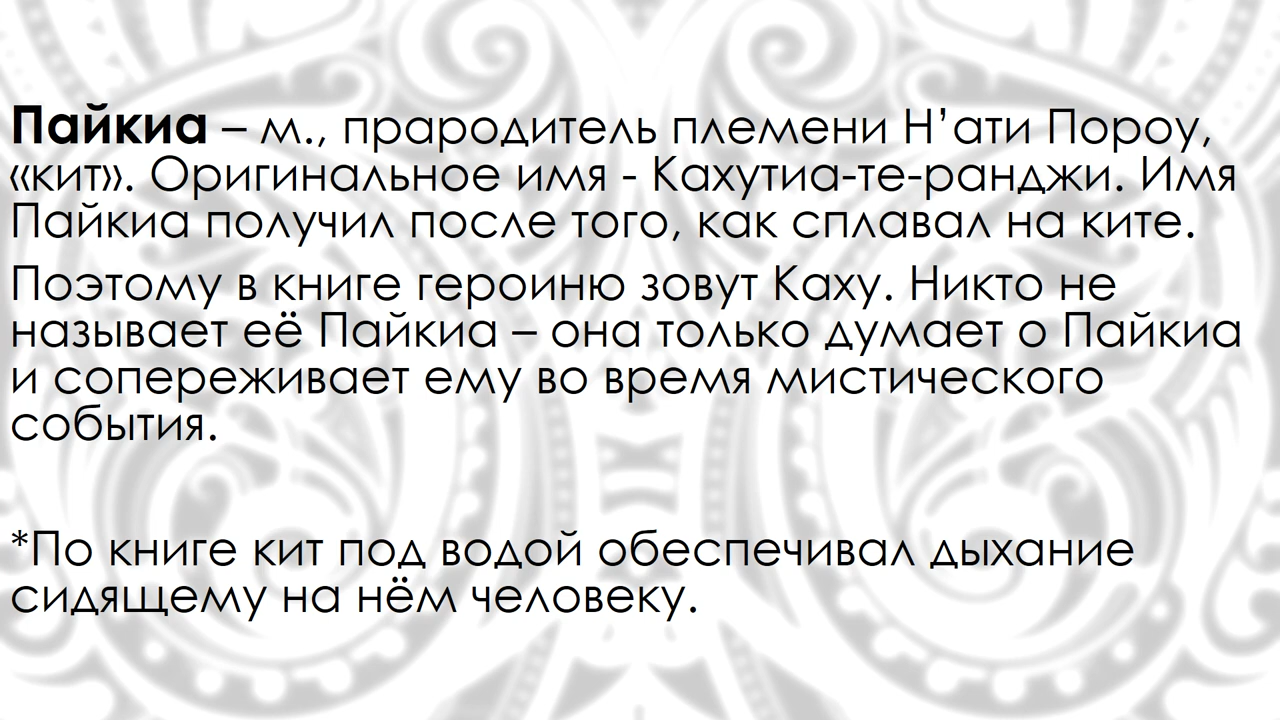 Пайкиа – м., прародитель племени Н’ати Пороу,
«кит». Оригинальное имя - Кахутиа-те-ранджи. Имя
Пайкиа получил после того, как сплавал на ките.
Поэтому в книге героиню зовут Каху. Никто не
называет её Пайкиа – она только думает о Пайкиа
и сопереживает ему во время мистического
события.
*По книге кит под водой обеспечивал дыхание
сидящему на нём человеку.